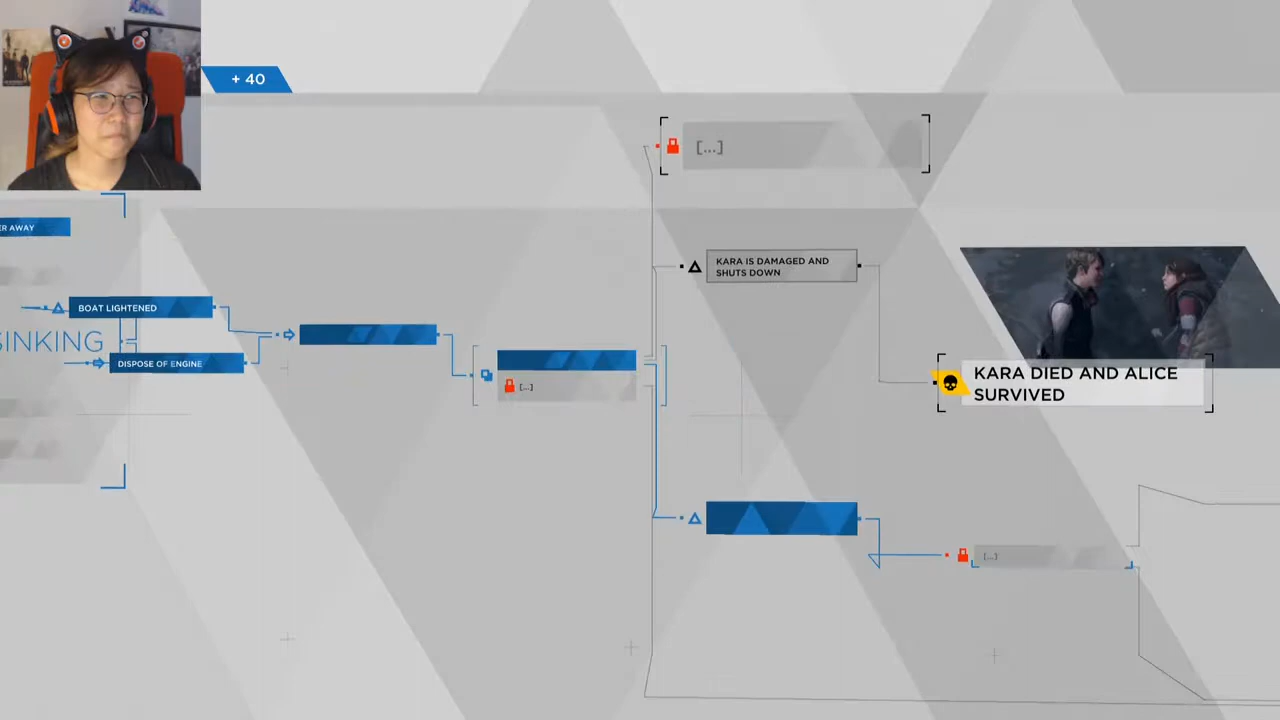 + 40
[...]
ER AWAY
KARA IS DAMAGED AND
SHUTS DOWN
BOAT LIGHTENED
SINKING
DISPOSE OF ENGINE
[...]
KARA DIED AND ALICE
SURVIVED
[...]